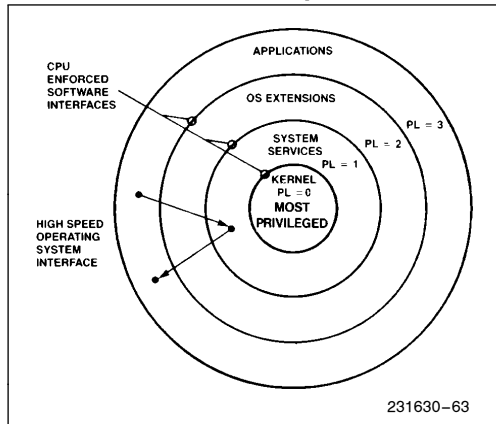 APPLICATIONS
CPU
ENFORCED
SOFTWARE
INTERFACES
OS EXTENSIONS
PL = 3
SYSTEM
SERVICES
PL = 2
PL = 1
KERNEL
PL = 0
MOST
PRIVILEGED
HIGH SPEED
OPERATING
SYSTEM
INTERFACE
231630–63